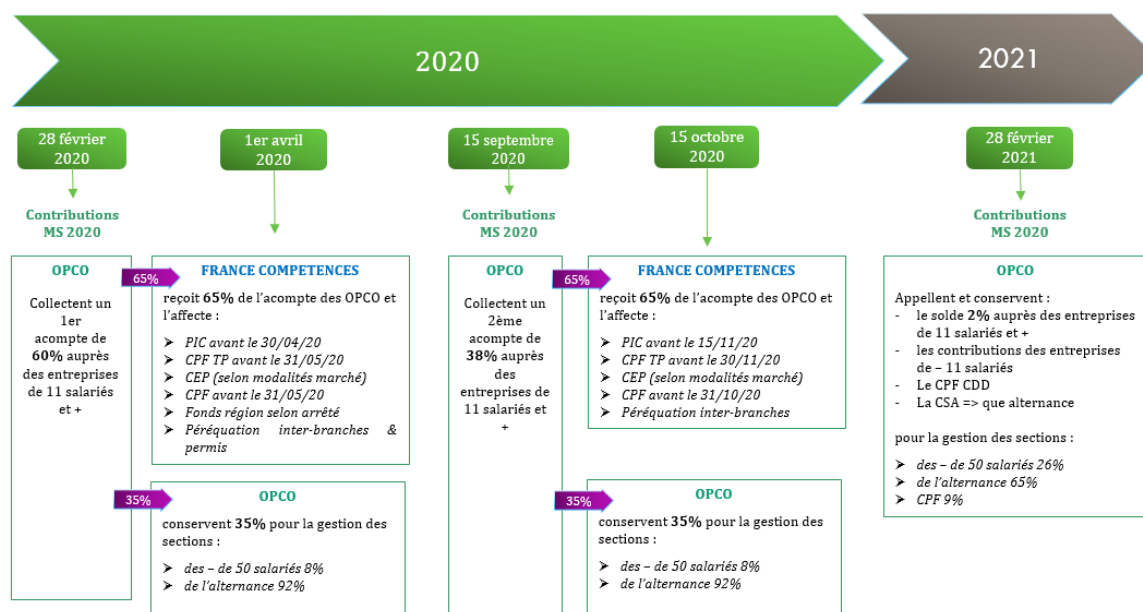 2020
2021
28 février
2020
1er avril
2020
15 septembre
2020
15 octobre
2020
28 février
2021
Contributions
MS 2020
Contributions
MS 2020
Contributions
MS 2020
OPCO
Collectent un
1er
acompte de
60% auprès
des entreprises
de 11 salariés
et +
65%
FRANCE COMPETENCES
reçoit 65% de l'acompte des OPCO et
l'affecte :
➤ PIC avant le 30/04/20
➤ CPF TP avant le 31/05/20
➤ CEP (selon modalités marché)
➤ CPF avant le 31/05/20
➤ Fonds région selon arrêté
➤ Péréquation inter-branches &
permis
35%
OPCO
conservent 35% pour la gestion des
sections :
➤ des – de 50 salariés 8%
➤ de l'alternance 92%
OPCO
Collectent un
2ème
acompte de
38% auprès
des
entreprises de
11 salariés et
+
65%
FRANCE COMPETENCES
reçoit 65% de l'acompte des OPCO et
l'affecte :
➤ PIC avant le 15/11/20
➤ CPF TP avant le 30/11/20
➤ CEP (selon modalités marché)
➤ CPF avant le 31/10/20
➤ Péréquation inter-branches
35%
OPCO
conservent 35% pour la gestion des
sections :
➤ des – de 50 salariés 8%
➤ de l'alternance 92%
OPCO
Appellent et conservent :
- le solde 2% auprès des entreprises
de 11 salariés et +
- les contributions des entreprises
de – 11 salariés
- Le CPF CDD
- La CSA => que alternance
pour la gestion des sections :
➤ des – de 50 salariés 26%
➤ de l'alternance 65%
➤ CPF 9%